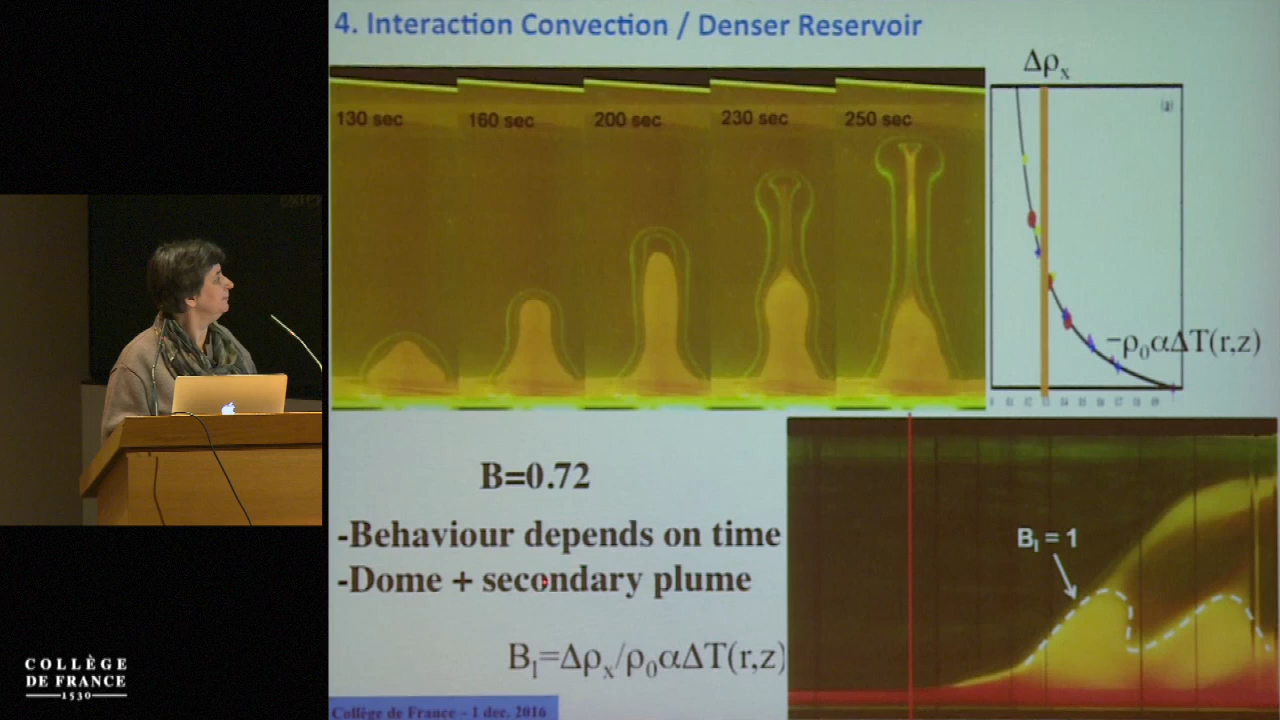 4. Interaction Convection / Denser Reservoir
130 sec
160 sec
200 sec
230 sec
250 sec
Δρx
(a)
−ρ0αΔT(r,z)
B=0.72
-Behaviour depends on time
-Dome + secondary plume
Bl=Δρx/ρ0αΔT(r,z)
Bl = 1
Collège de France – 1 dec. 2016
COLLÈGE
DE FRANCE
1530